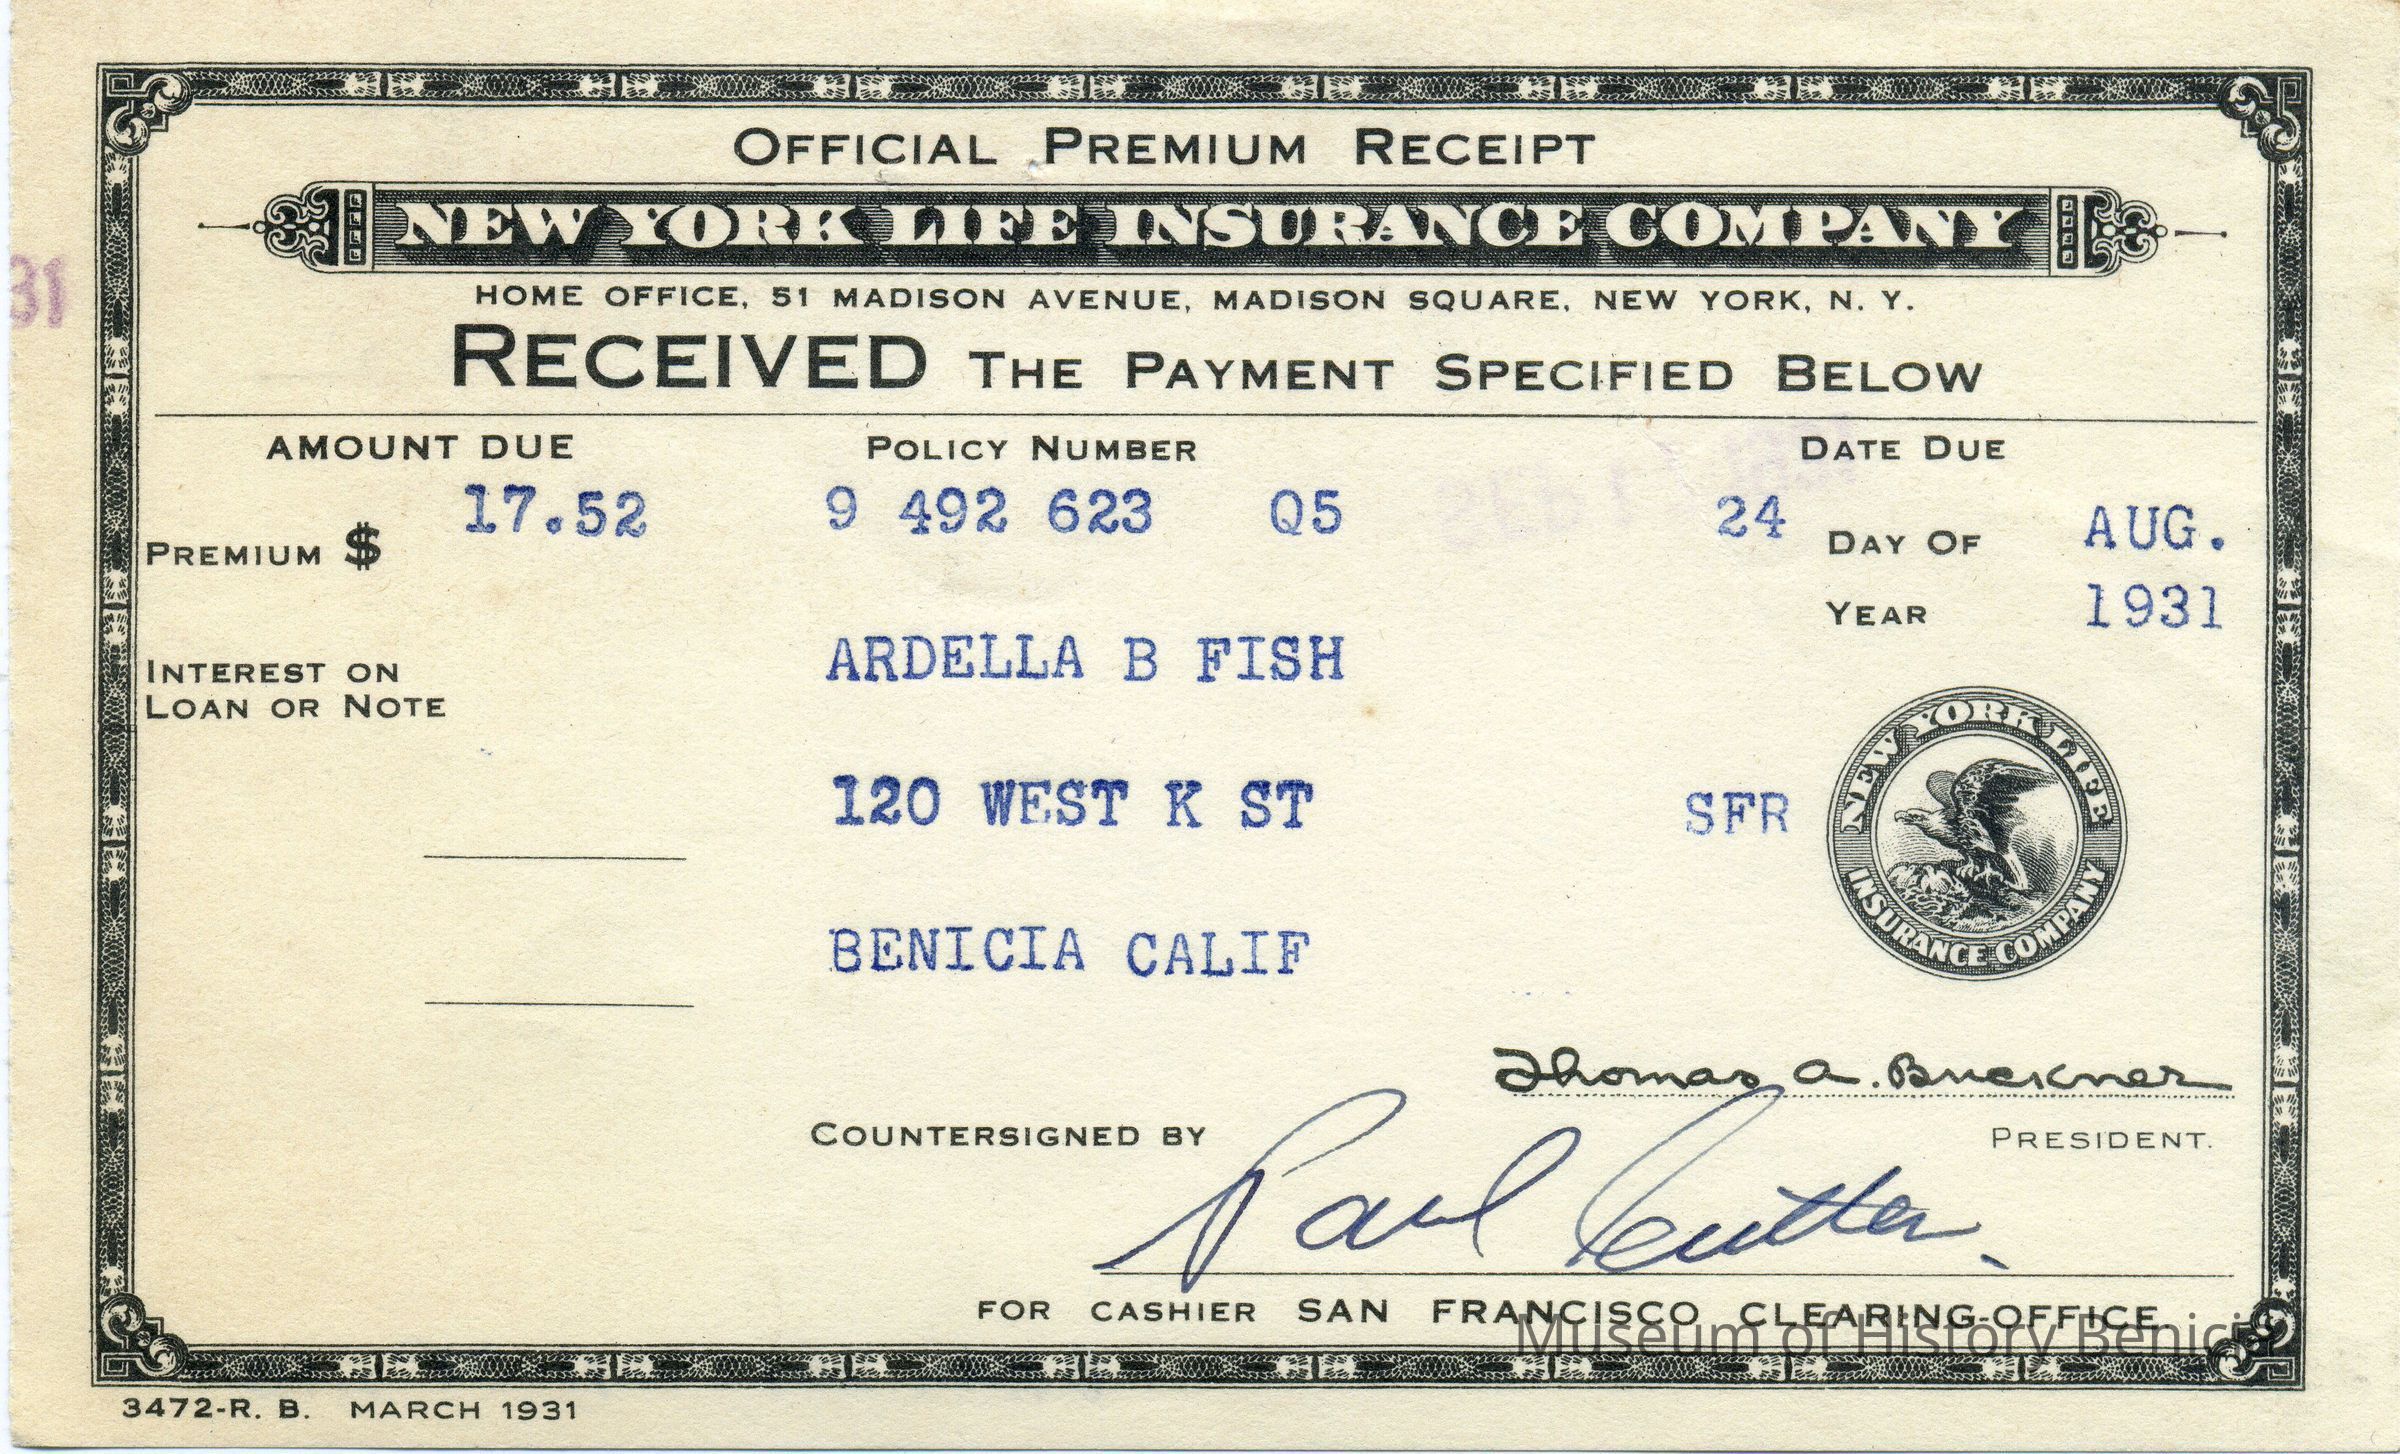 OFFICIAL PREMIUM RECEIPT
NEW YORK LIFE INSURANCE COMPANY
HOME OFFICE, 51 MADISON AVENUE, MADISON SQUARE, NEW YORK, N. Y.
31
RECEIVED THE PAYMENT SPECIFIED BELOW
AMOUNT DUE POLICY NUMBER DATE DUE
PREMIUM $ 17.52 9 492 623 Q5 24 DAY OF AUG.
YEAR 1931
ARDELLA B FISH
INTEREST ON
LOAN OR NOTE
120 WEST K ST SFR
NEW YORK LIFE INSURANCE COMPANY
BENICIA CALIF
Thomas A. Buckner
COUNTERSIGNED BY PRESIDENT.
Paul Cutter.
FOR CASHIER SAN FRANCISCO CLEARING-OFFICE.
Museum of History Benicia
3472-R. B. MARCH 1931